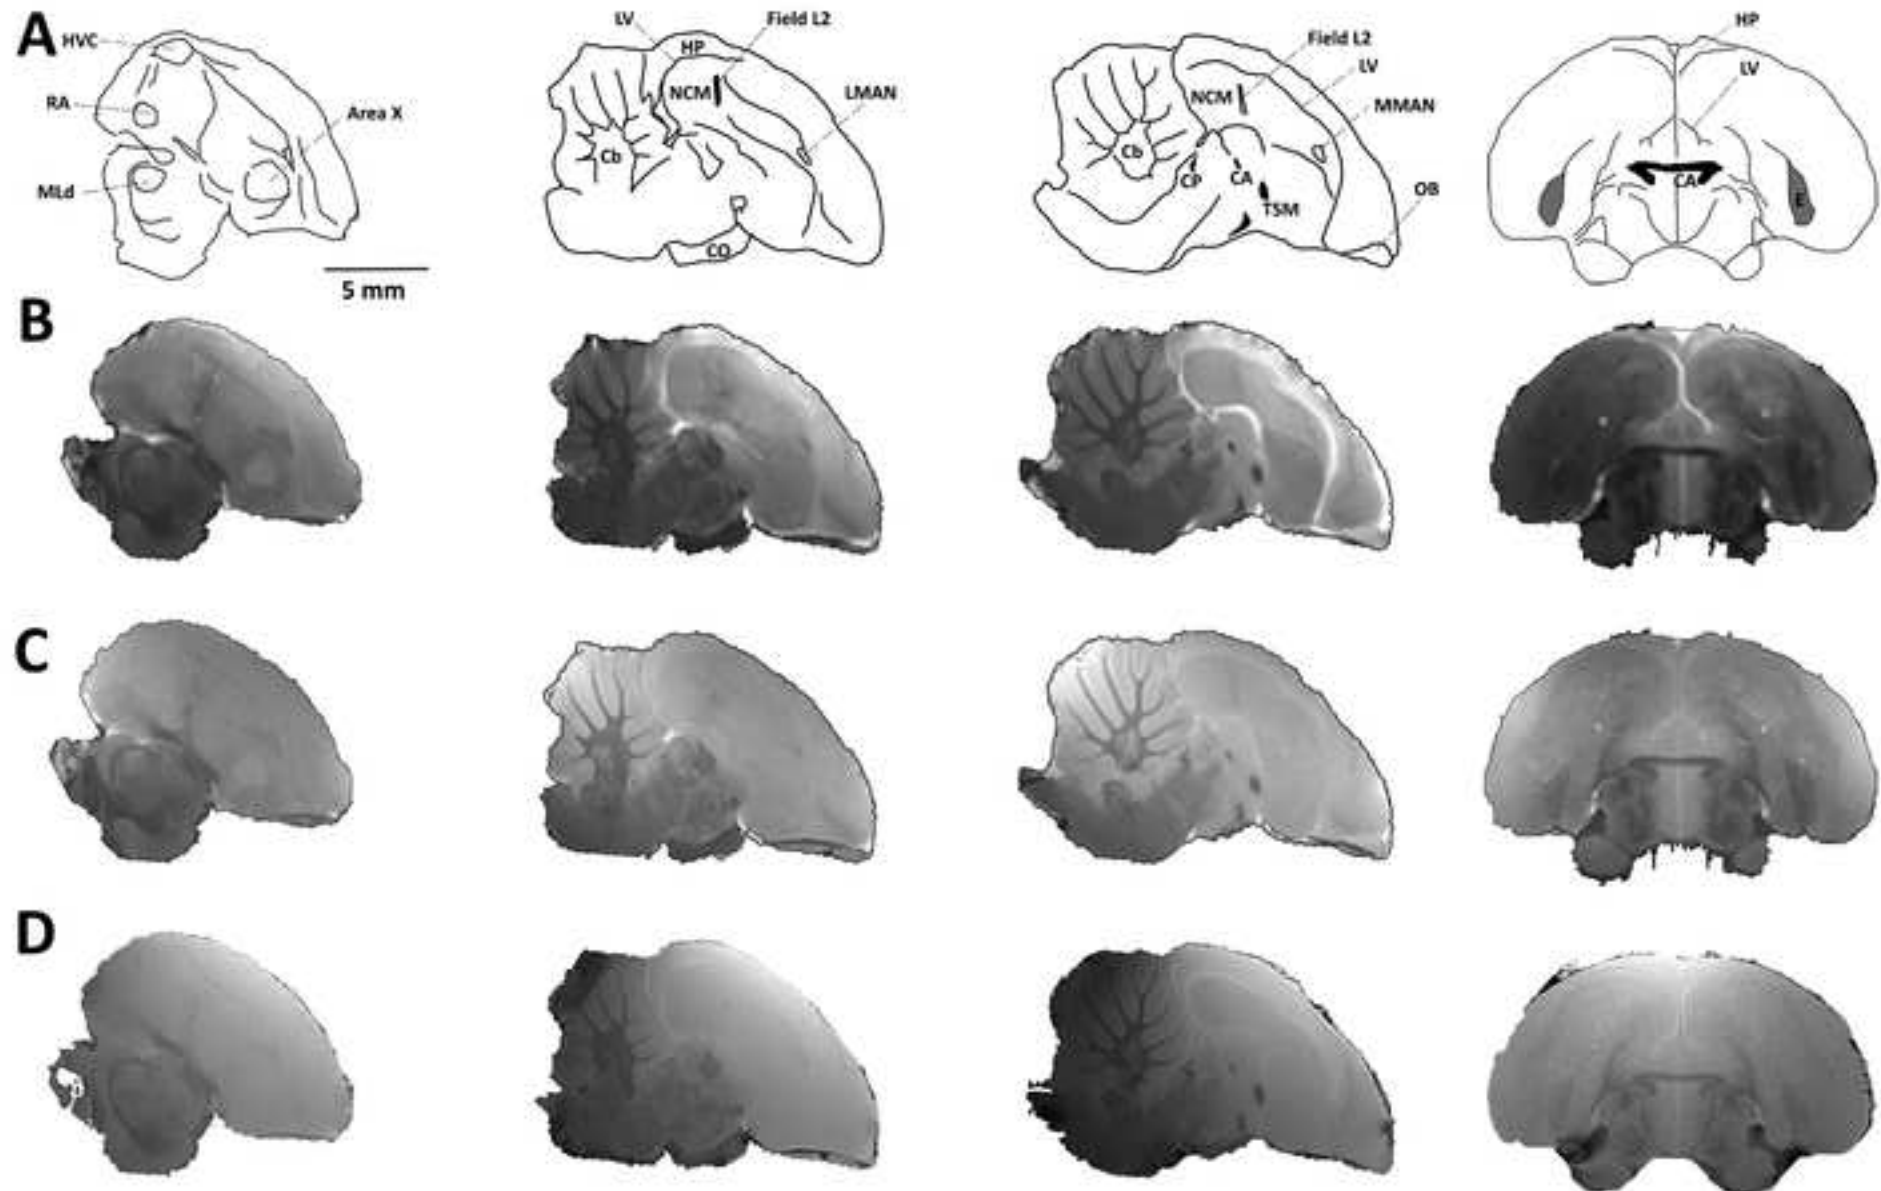 A
HVC
RA
MLd
Area X
5 mm
LV
Field L2
HP
NCM
LMAN
Cb
CO
Field L2
LV
NCM
MMAN
Cb
CP
CA
TSM
OB
HP
LV
CA
E
B
C
D